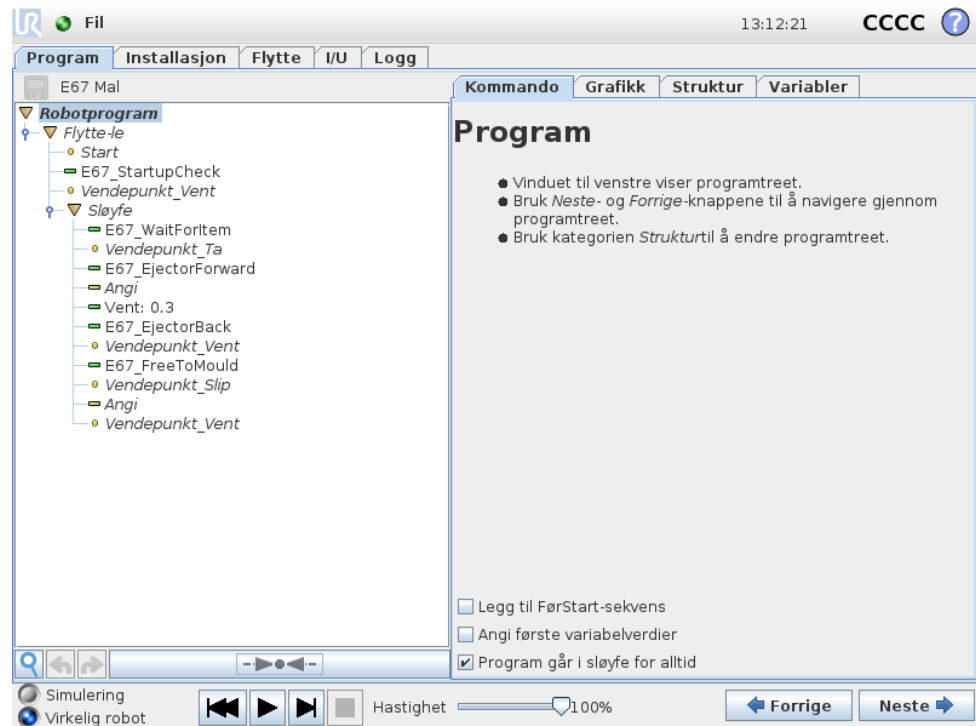 UR Fil 13:12:21 CCCC ?
Program Installasjon Flytte I/U Logg
E67 Mal
Kommando Grafikk Struktur Variabler
Robotprogram
Flytte-le
Start
E67_StartupCheck
Vendepunkt_Vent
Sløyfe
E67_WaitForItem
Vendepunkt_Ta
E67_EjectorForward
Angi
Vent: 0.3
E67_EjectorBack
Vendepunkt_Vent
E67_FreeToMould
Vendepunkt_Slip
Angi
Vendepunkt_Vent
Program
Vinduet til venstre viser programtreet.
Bruk Neste- og Forrige-knappene til å navigere gjennom
programtreet.
Bruk kategorien Strukturtil å endre programtreet.
Legg til FørStart-sekvens
Angi første variabelverdier
Program går i sløyfe for alltid
Simulering
Virkelig robot
Hastighet 100%
Forrige Neste